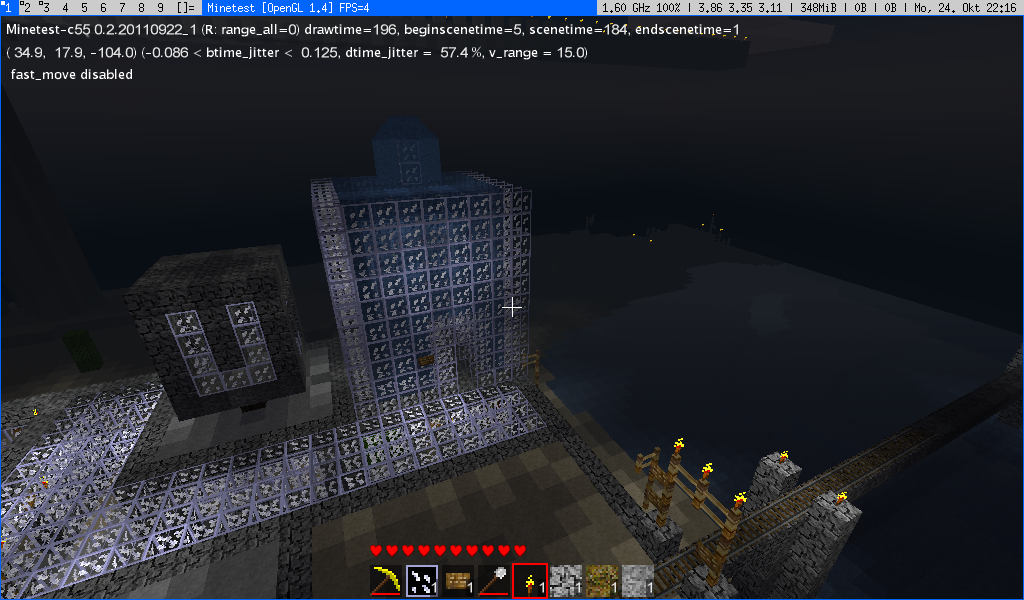 1 2 3 4 5 6 7 8 9 []= Minetest [OpenGL 1.4] FPS=4 1.60 GHz 100% | 3.86 3.35 3.11 | 348MiB | OB | OB | Mo, 24. Okt 22:16
Minetest-c55 0.2.20110922_1 (R: range_all=0) drawtime=196, beginscenetime=5, scenetime=184, endscenetime=1
( 34.9, 17.9, -104.0) (-0.086 < btime_jitter < 0.125, dtime_jitter = 57.4 %, v_range = 15.0)
fast_move disabled
1 1 1 1 1 1